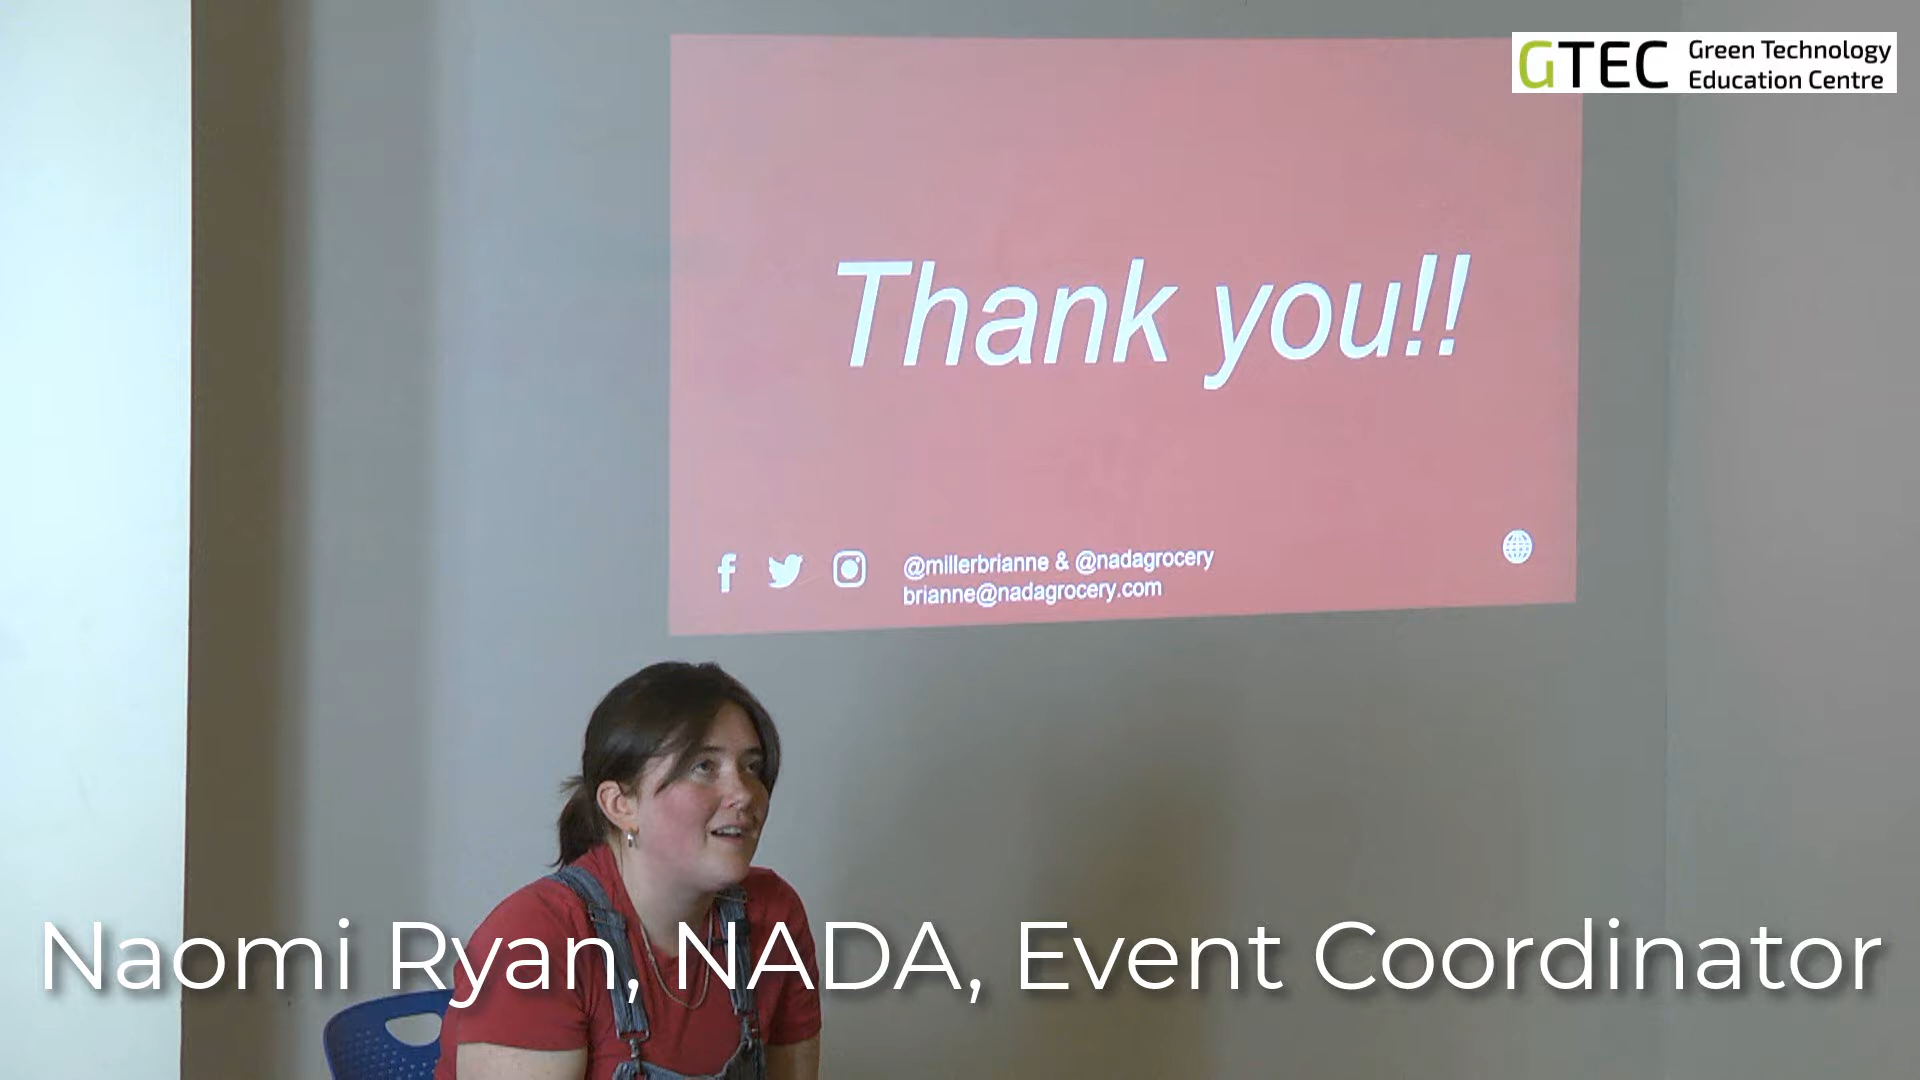 GTEC Green Technology
Education Centre
Thank you!!
@millerbrianne & @nadagrocery
brianne@nadagrocery.com
Naomi Ryan, NADA, Event Coordinator